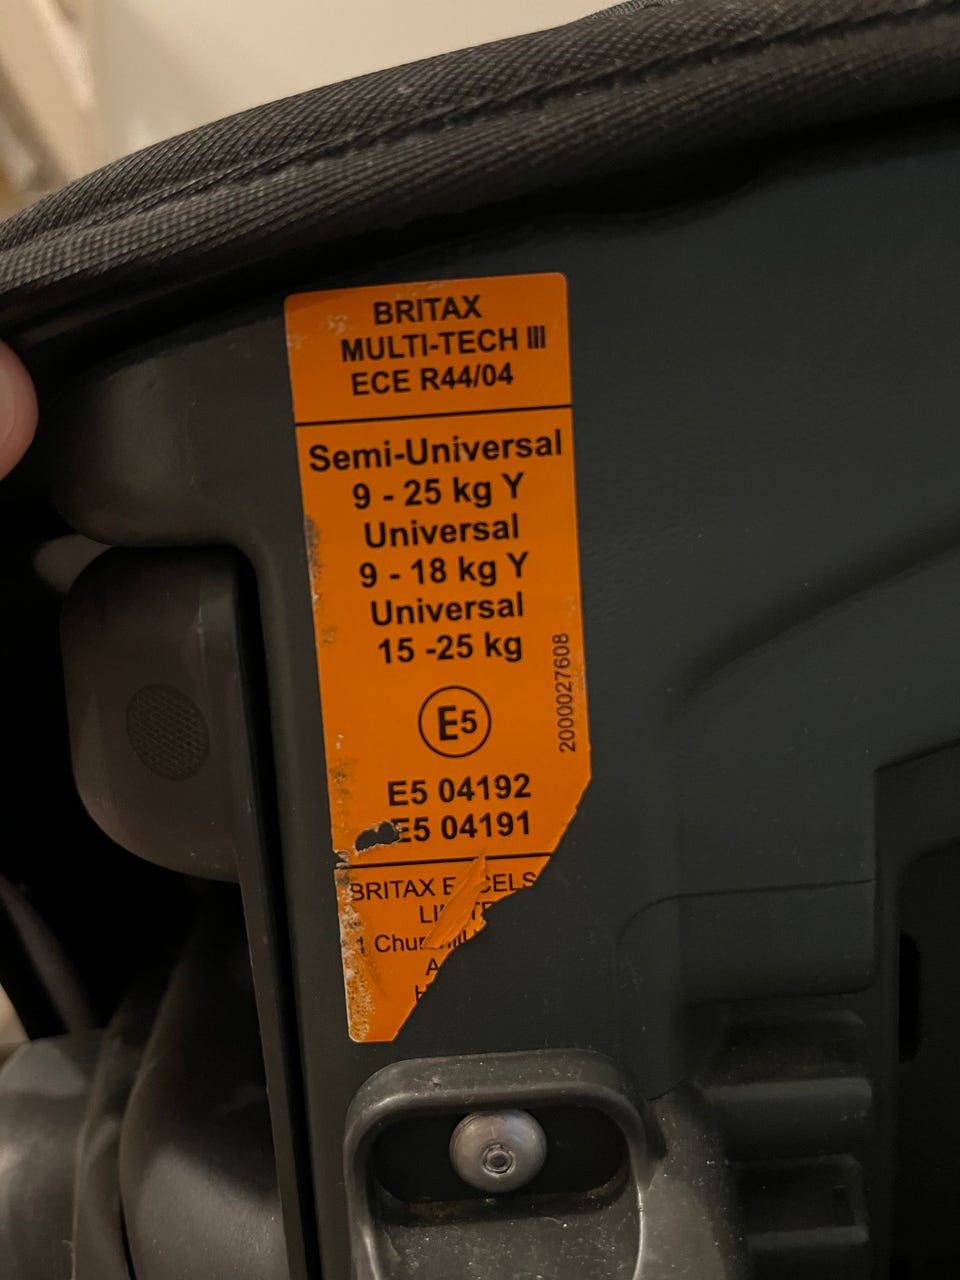 BRITAX
MULTI-TECH III
ECE R44/04
Semi-Universal
9 - 25 kg Y
Universal
9 - 18 kg Y
Universal
15 -25 kg
2000027608
E5
E5 04192
E5 04191
BRITAX
1